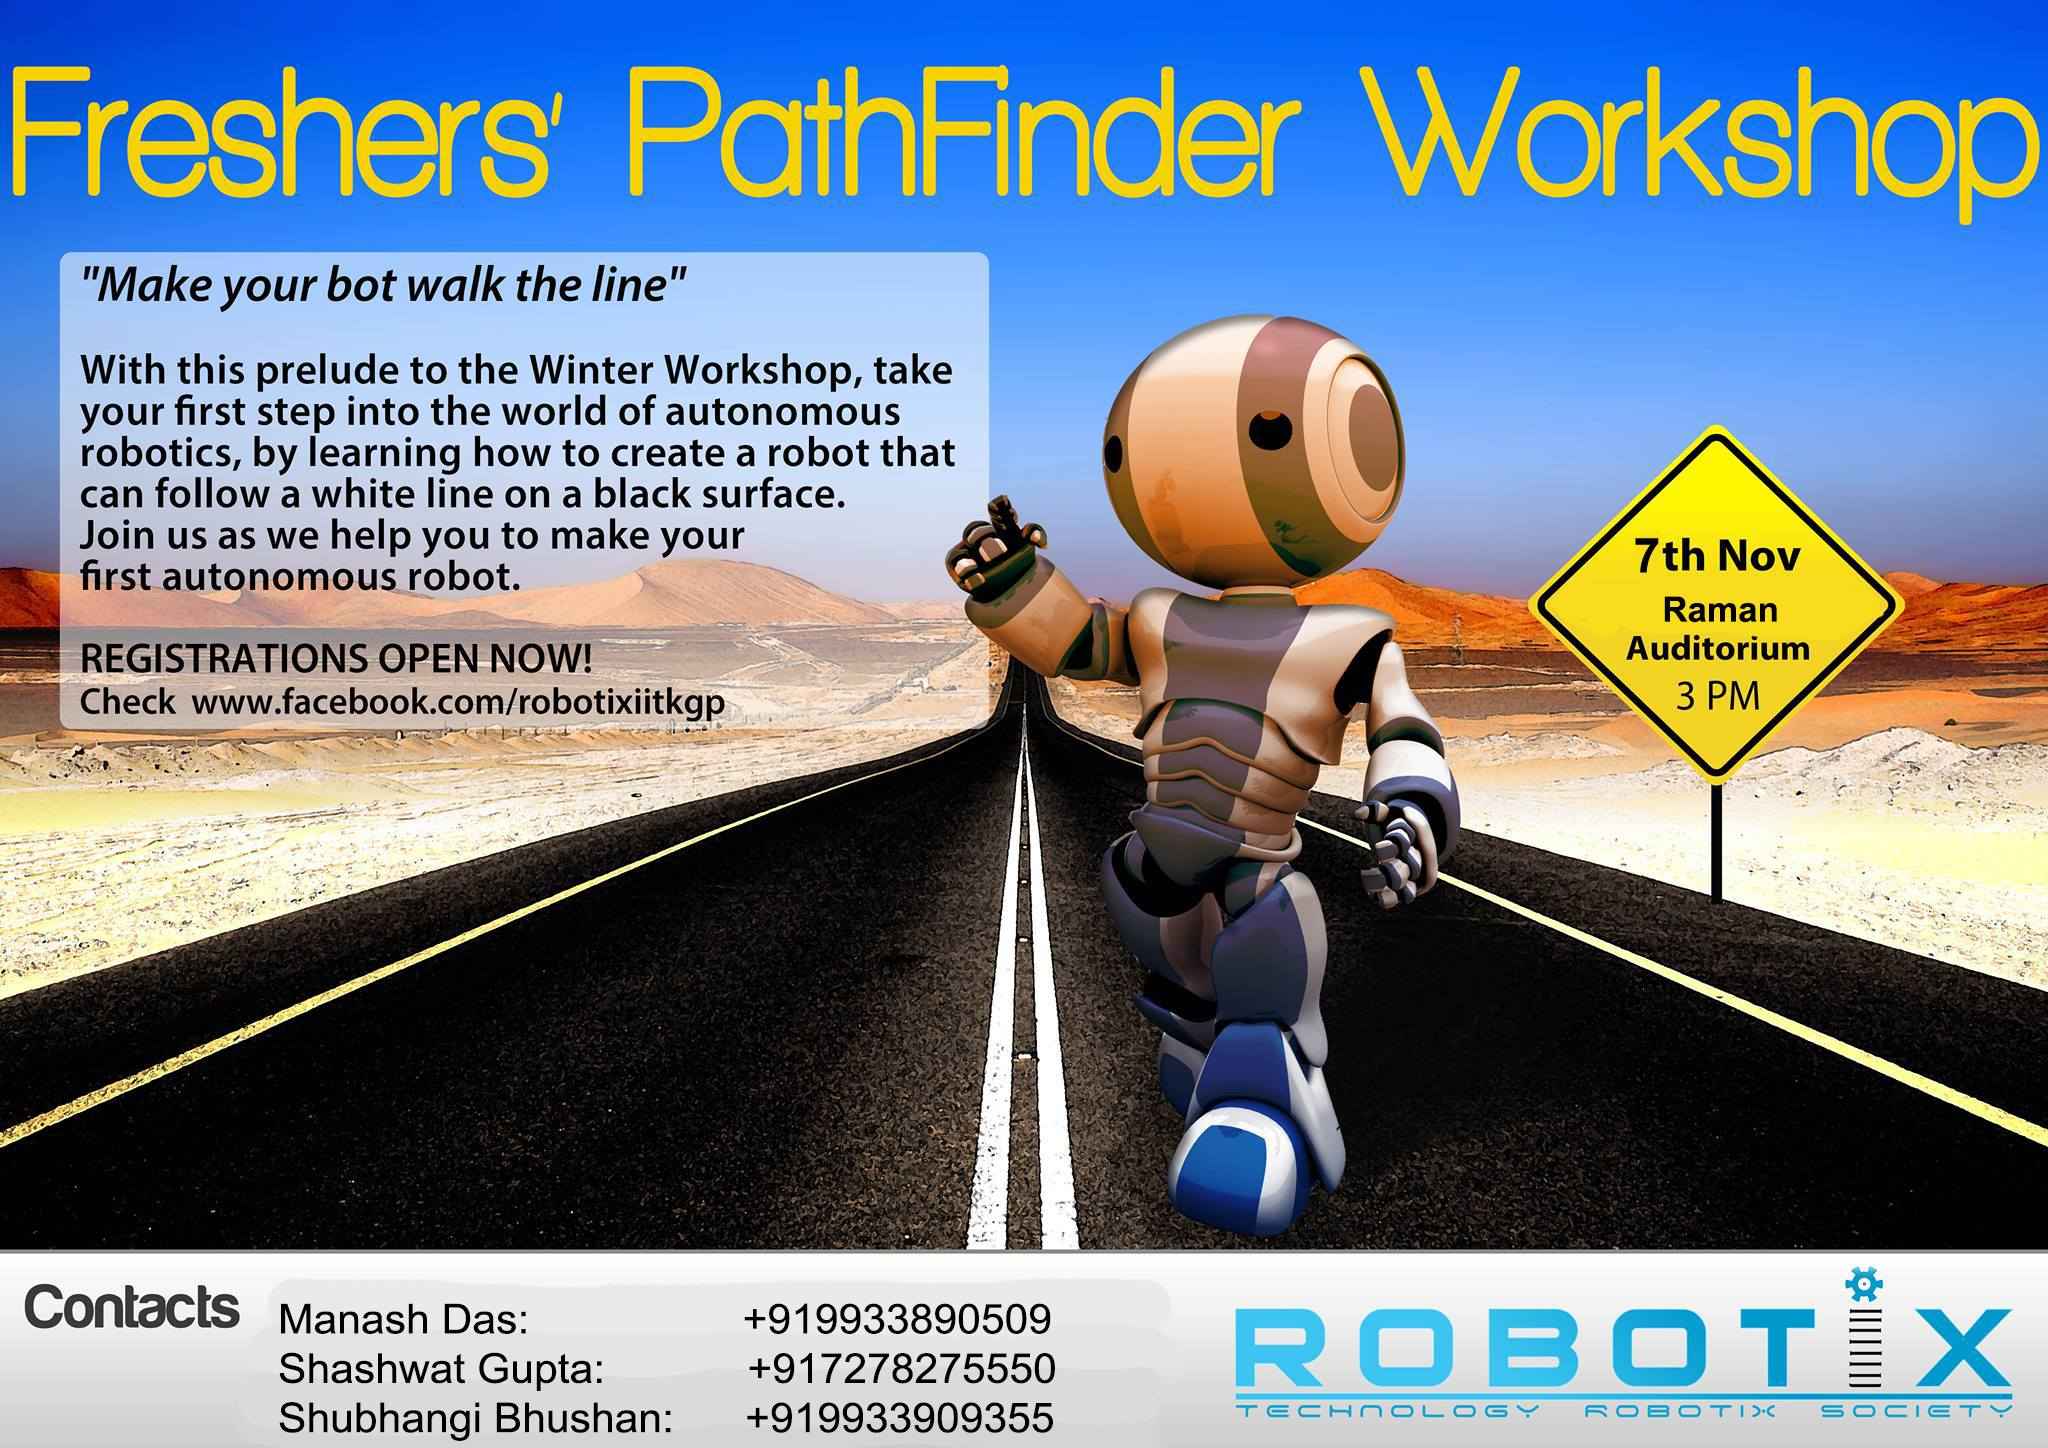 Freshers' PathFinder Workshop
"Make your bot walk the line"
With this prelude to the Winter Workshop, take
your first step into the world of autonomous
robotics, by learning how to create a robot that
can follow a white line on a black surface.
Join us as we help you to make your
first autonomous robot.
REGISTRATIONS OPEN NOW!
Check www.facebook.com/robotixiitkgp
7th Nov
Raman
Auditorium
3 PM
Contacts
Manash Das: +919933890509
Shashwat Gupta: +917278275550
Shubhangi Bhushan: +919933909355
ROBOTIX
TECHNOLOGY ROBOTIX SOCIETY